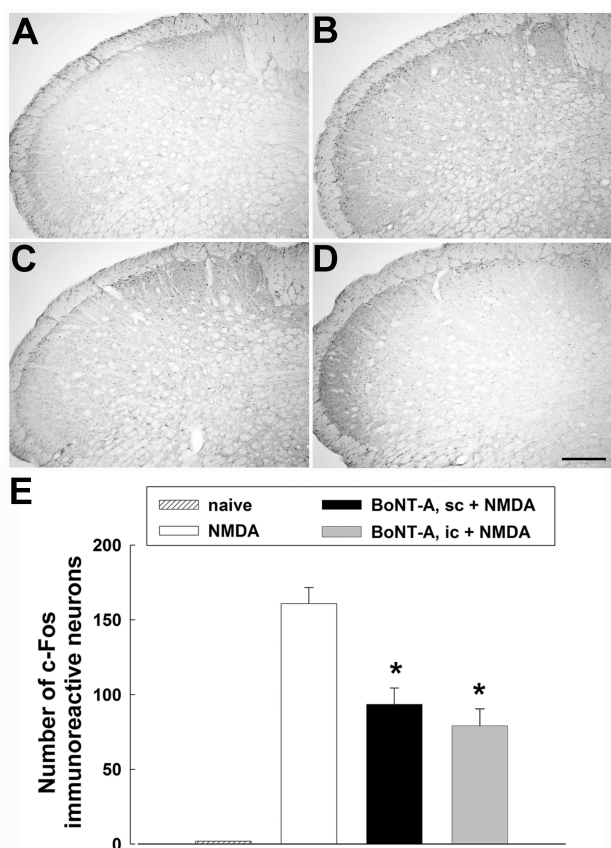 A
B
C
D
E
naive
BoNT-A, sc + NMDA
NMDA
BoNT-A, ic + NMDA
Number of c-Fos
immunoreactive neurons
200
150
100
50
0
*
*